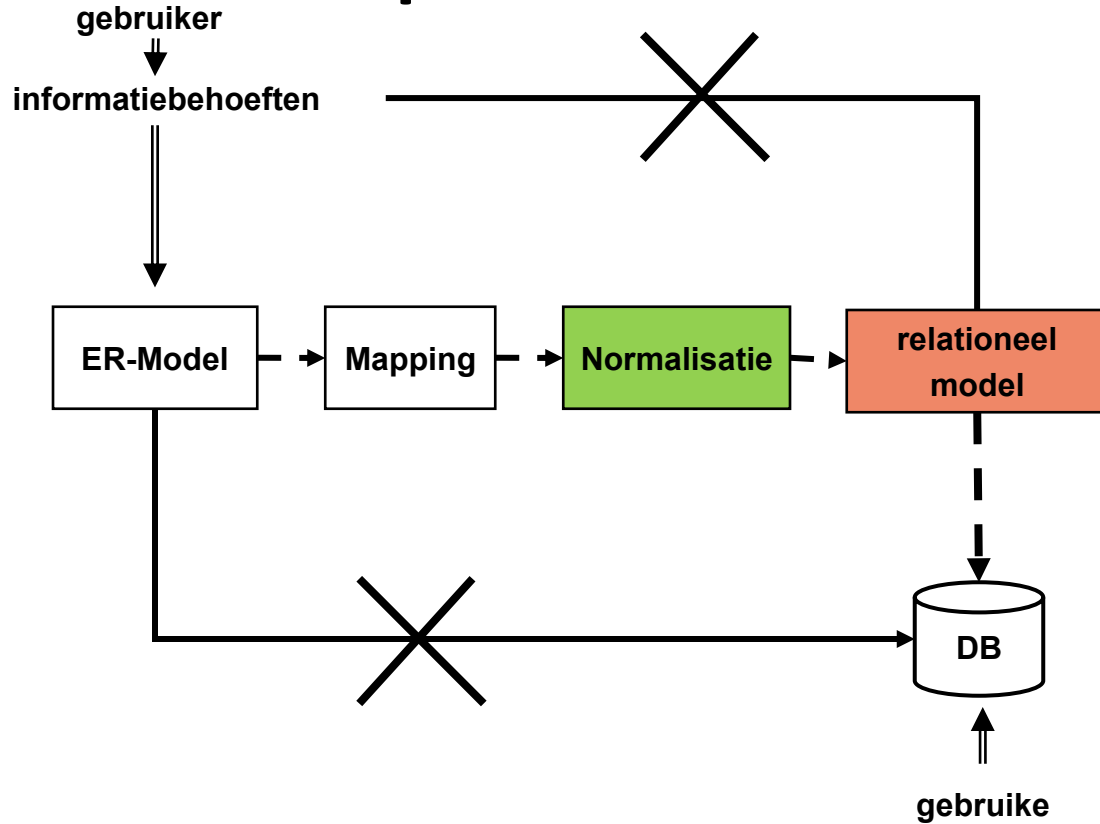 gebruiker
informatiebehoeften
ER-Model
Mapping
Normalisatie
relationeel
model
DB
gebruike